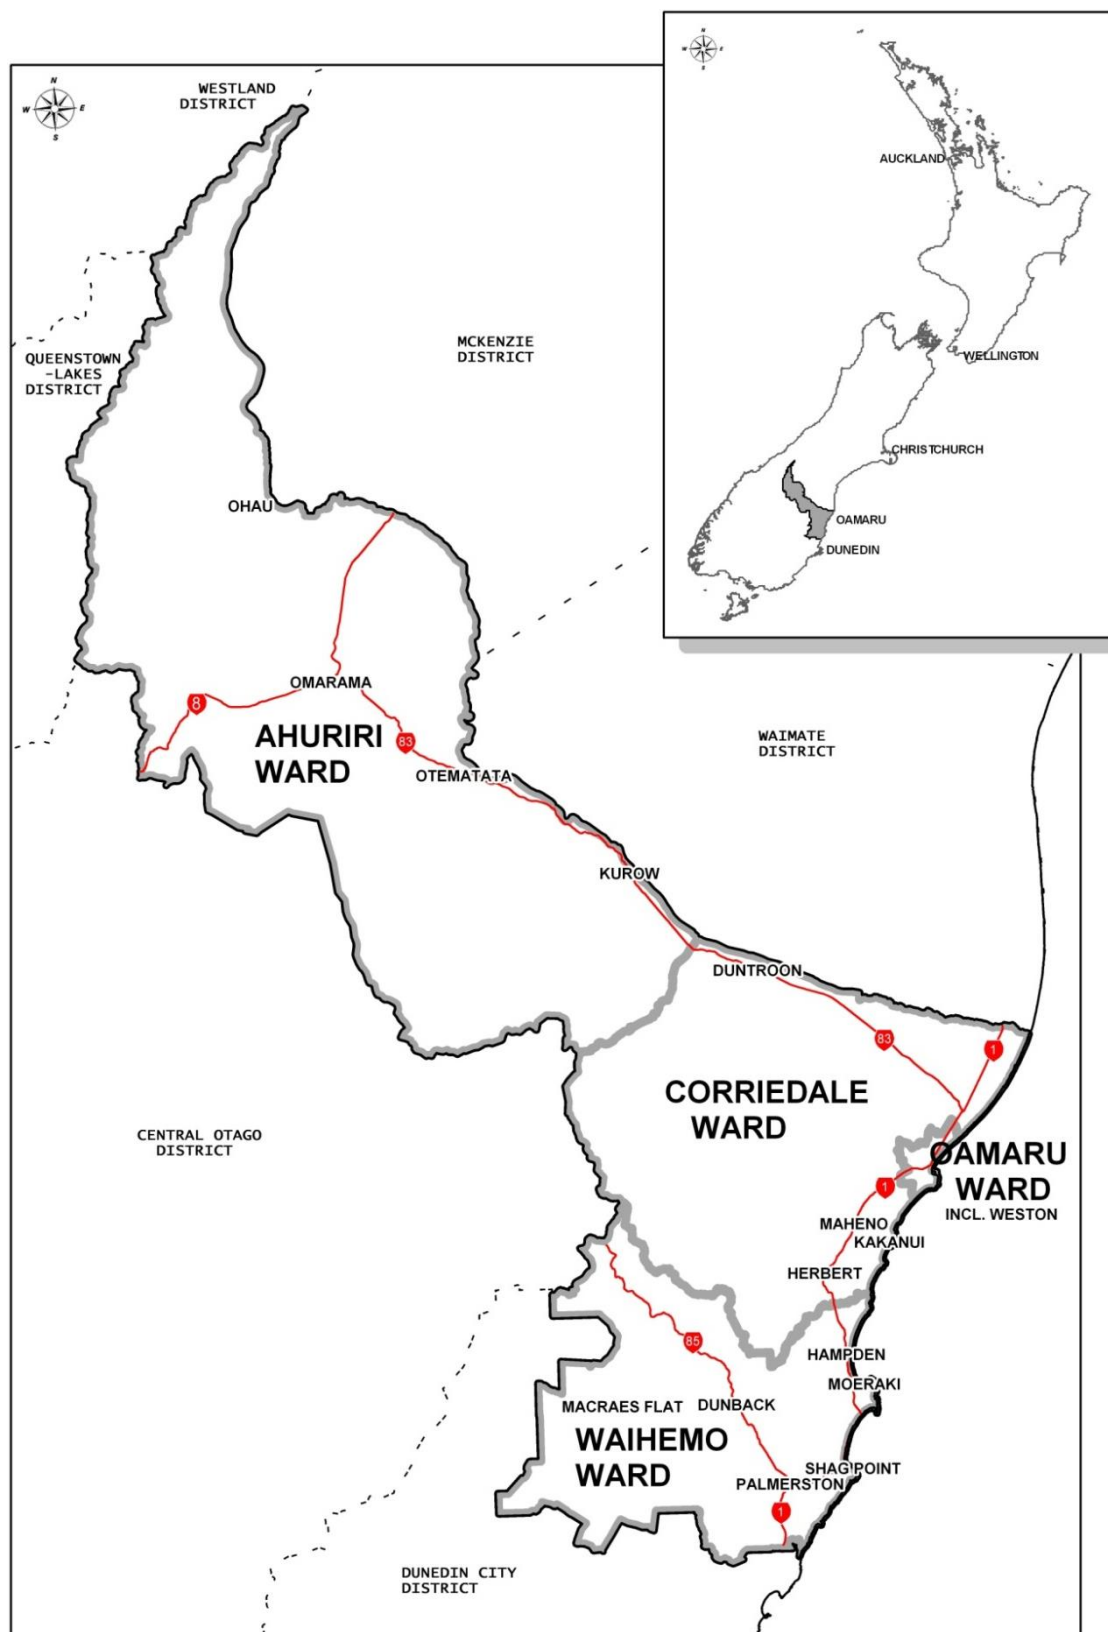 N
W E
S
WESTLAND
DISTRICT
QUEENSTOWN
-LAKES
DISTRICT
MCKENZIE
DISTRICT
OHAU
OMARAMA
8
AHURIRI
WARD
83
OTEMATATA
WAIMATE
DISTRICT
KUROW
DUNTROON
83
1
CORRIEDALE
WARD
CENTRAL OTAGO
DISTRICT
OAMARU
WARD
INCL. WESTON
1
MAHENO
KAKANUI
HERBERT
85
HAMPDEN
MOERAKI
MACRAES FLAT
DUNBACK
WAIHEMO
WARD
SHAG POINT
PALMERSTON
1
DUNEDIN CITY
DISTRICT
N
W E
S
AUCKLAND
WELLINGTON
CHRISTCHURCH
OAMARU
DUNEDIN